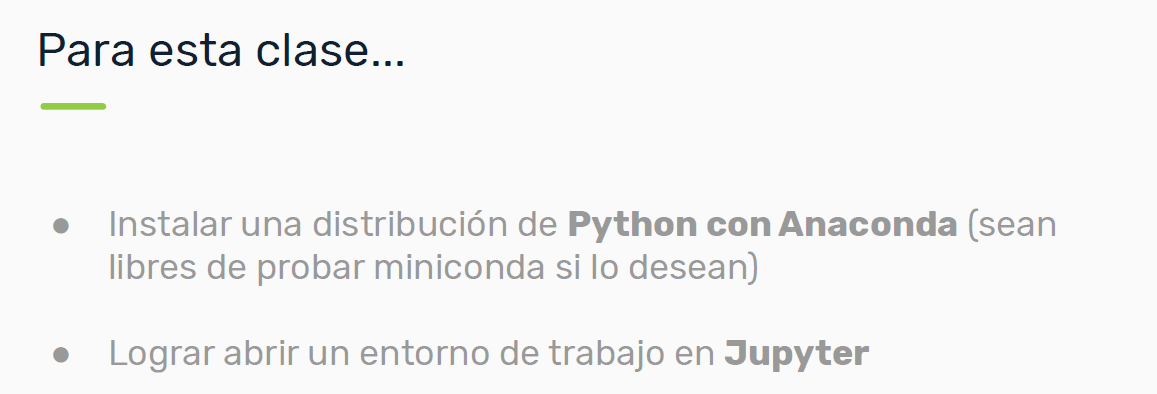 Para esta clase...
● Instalar una distribución de Python con Anaconda (sean
libres de probar miniconda si lo desean)
● Lograr abrir un entorno de trabajo en Jupyter